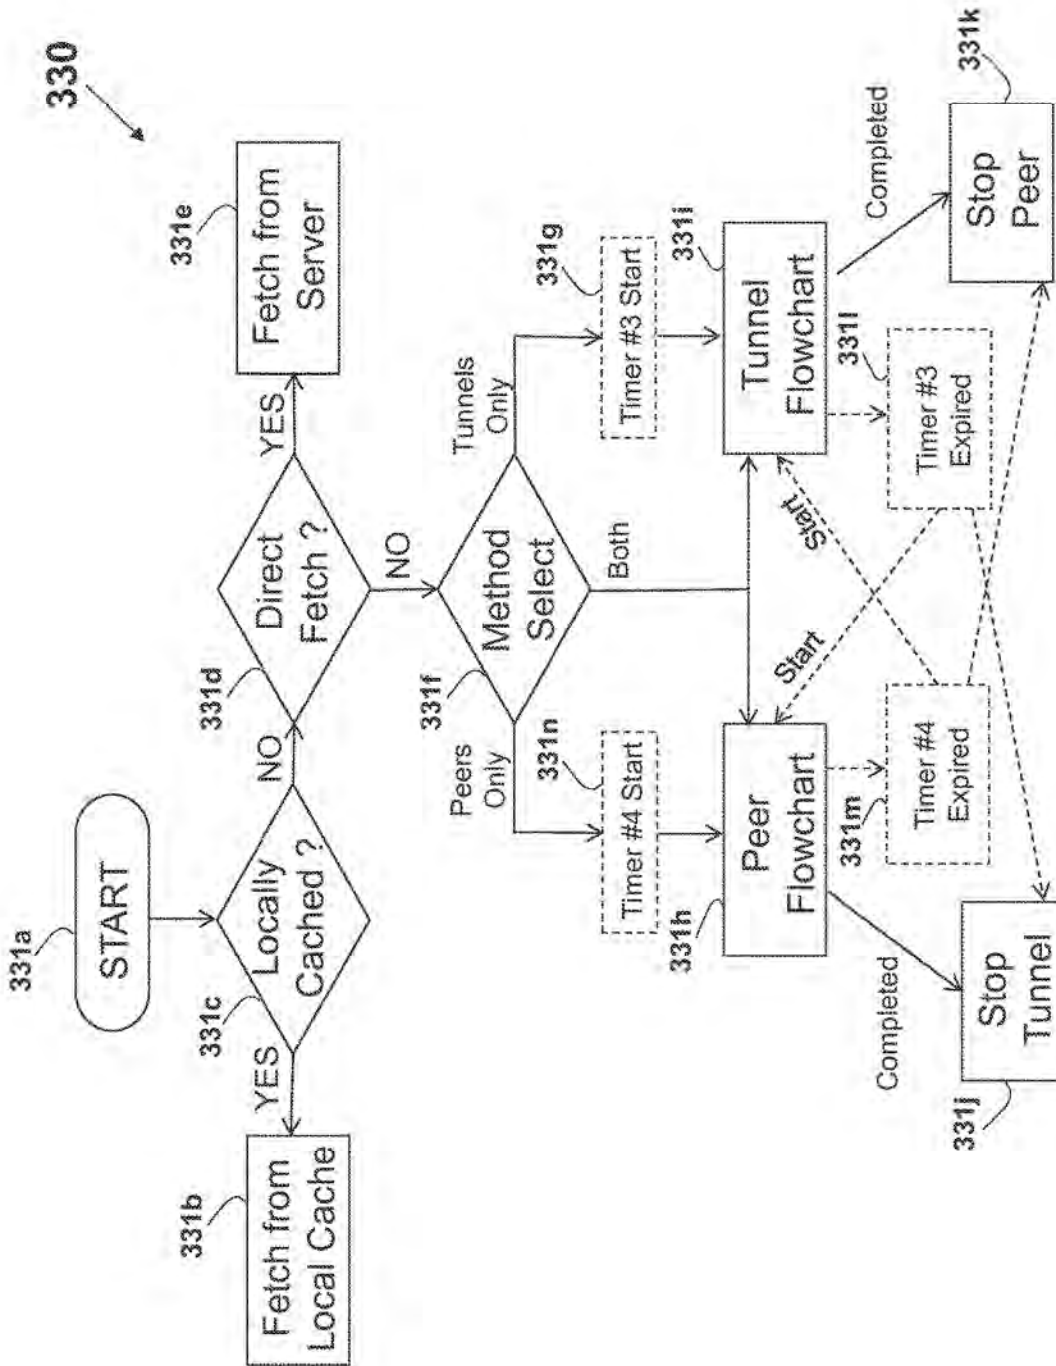 330
331a
START
331c
Locally
Cached ?
YES
331b
Fetch from
Local Cache
NO
331d
Direct
Fetch ?
YES
331e
Fetch from
Server
NO
331f
Method
Select
Peers
Only
Tunnels
Only
Both
331n
Timer #4 Start
331g
Timer #3 Start
331h
Peer
Flowchart
331i
Tunnel
Flowchart
Start
Start
331m
Timer #4
Expired
331l
Timer #3
Expired
Completed
Completed
331j
Stop
Tunnel
331k
Stop
Peer